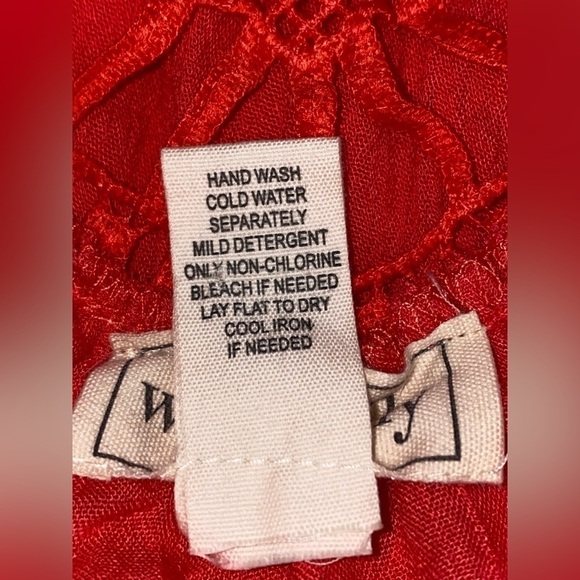 HAND WASH
COLD WATER
SEPARATELY
MILD DETERGENT
ONLY NON-CHLORINE
BLEACH IF NEEDED
LAY FLAT TO DRY
COOL IRON
IF NEEDED